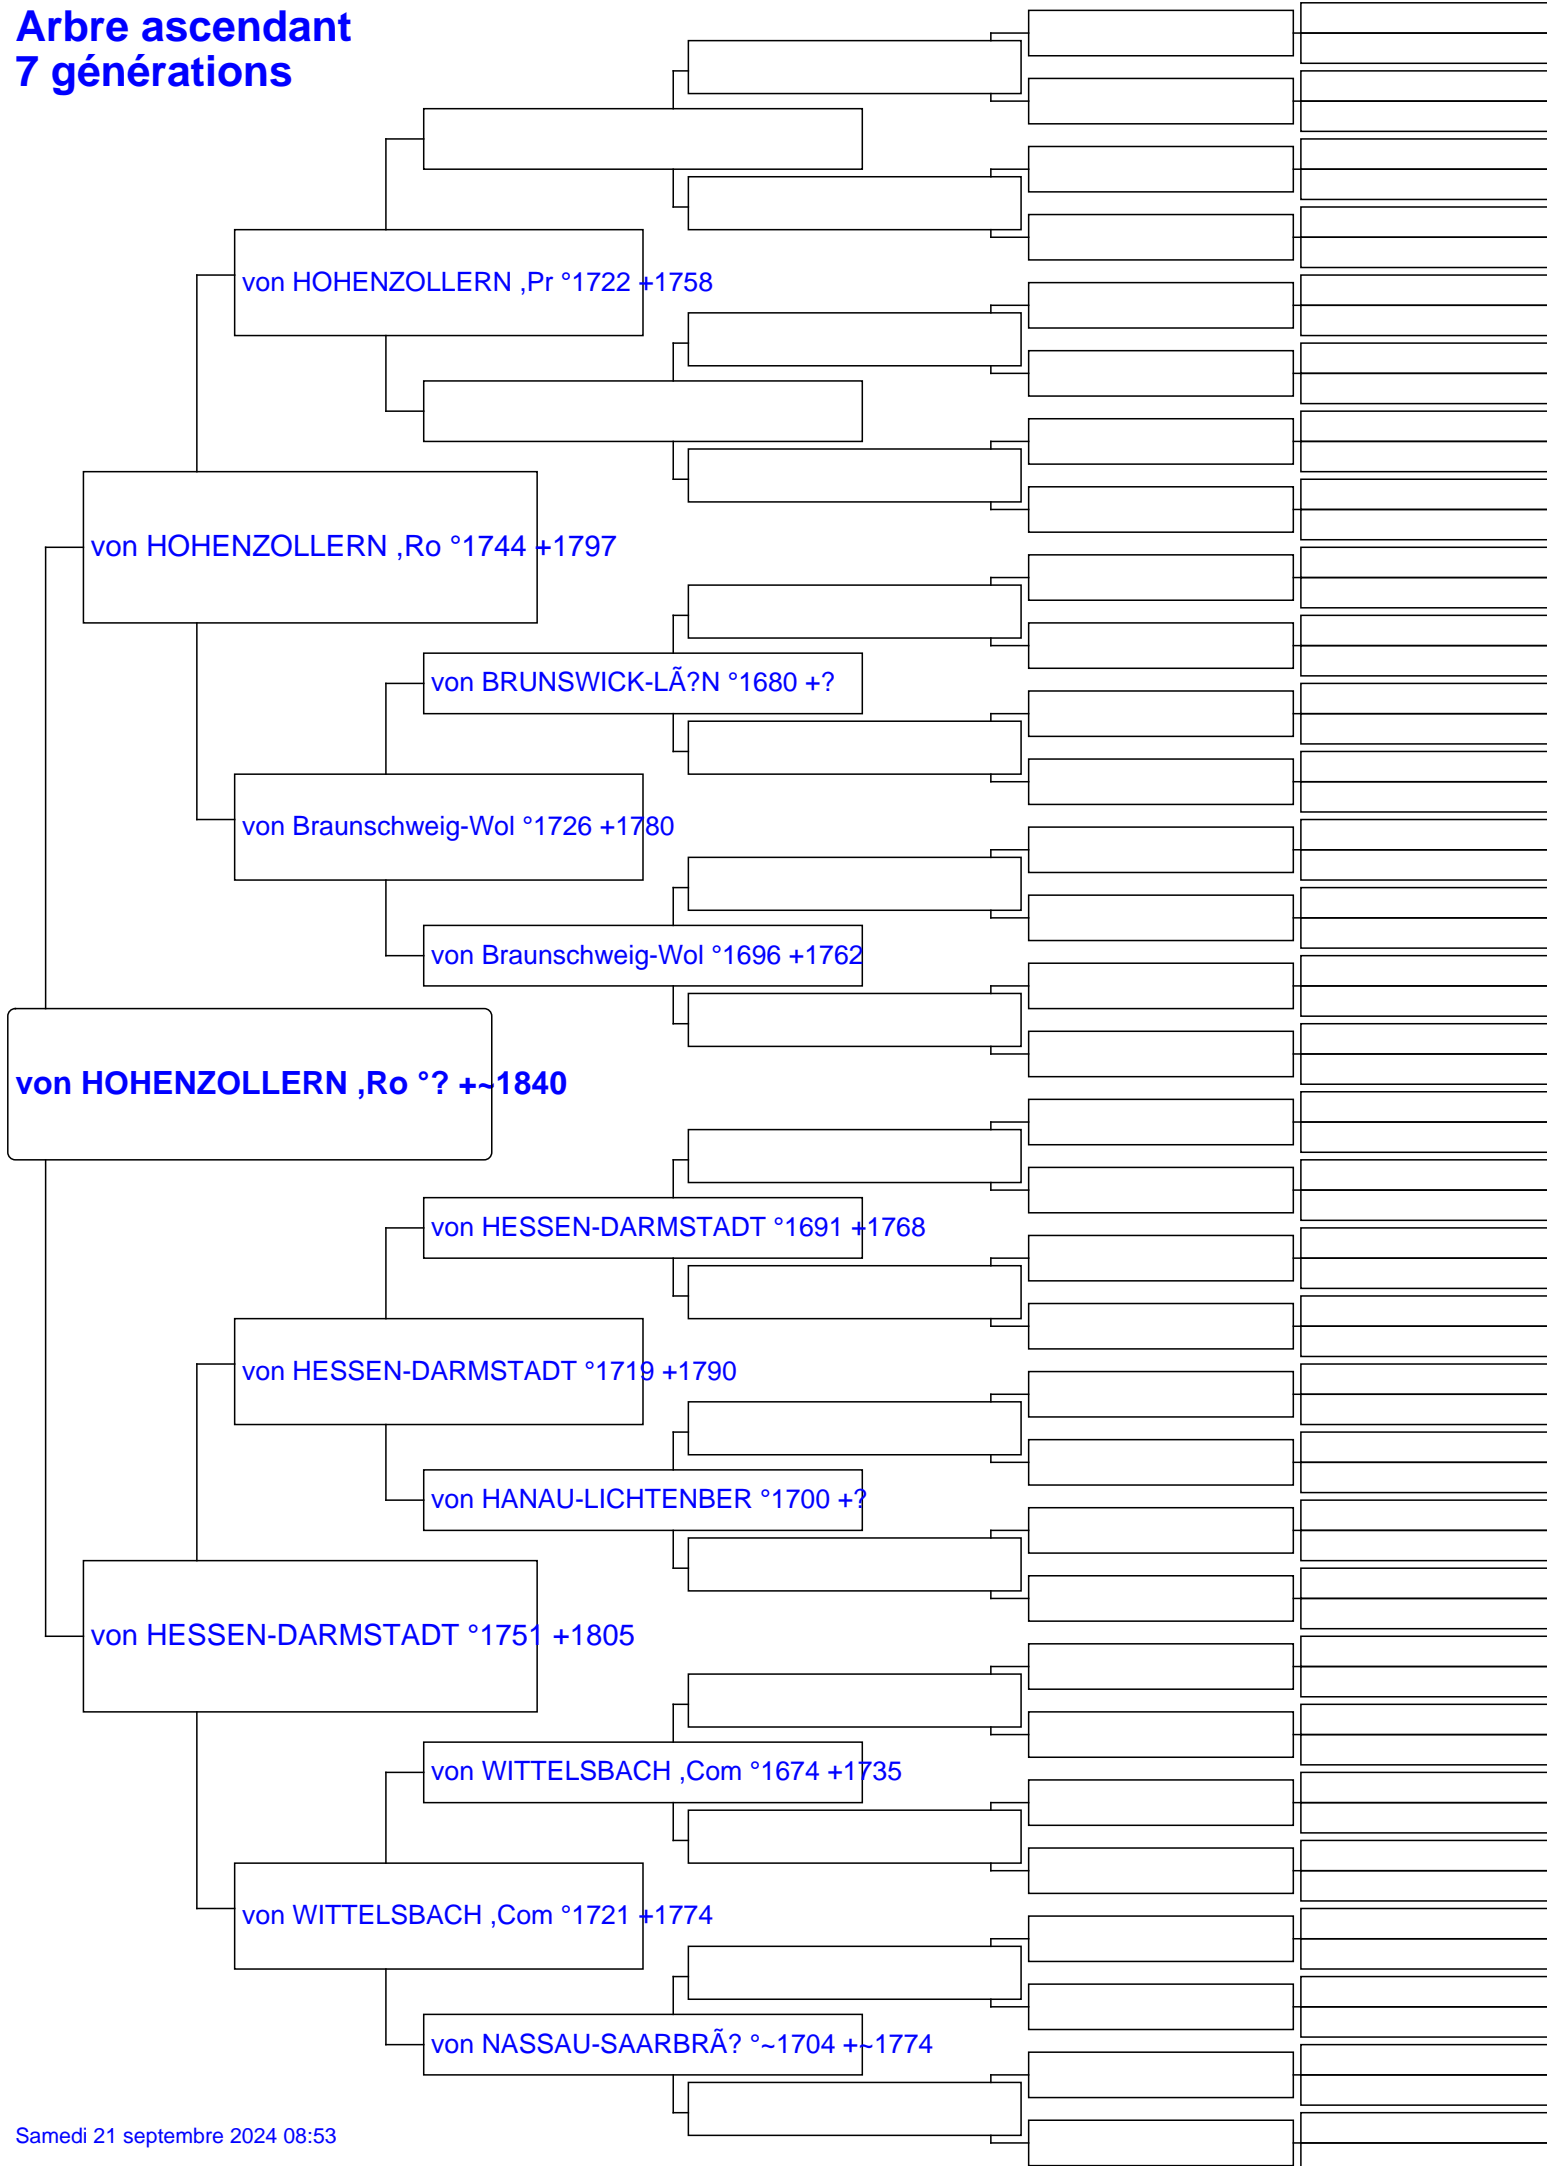 Arbre ascendant
7 générations
von HOHENZOLLERN ,Pr °1722 +1758
von HOHENZOLLERN ,Ro °1744 +1797
von BRUNSWICK-LÃ?N °1680 +?
von Braunschweig-Wol °1726 +1780
von Braunschweig-Wol °1696 +1762
von HOHENZOLLERN ,Ro °? +~1840
von HESSEN-DARMSTADT °1691 +1768
von HESSEN-DARMSTADT °1719 +1790
von HANAU-LICHTENBER °1700 +?
von HESSEN-DARMSTADT °1751 +1805
von WITTELSBACH ,Com °1674 +1735
von WITTELSBACH ,Com °1721 +1774
von NASSAU-SAARBRÃ? °~1704 +~1774
Samedi 21 septembre 2024 08:53